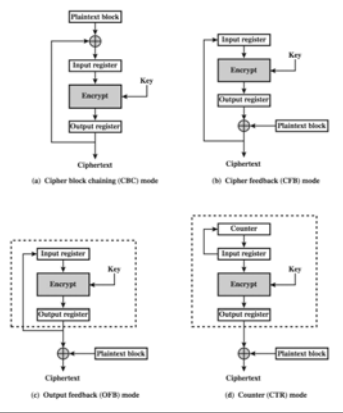 Plaintext block
Input register
Key
Encrypt
Output register
Ciphertext
(a) Cipher block chaining (CBC) mode
Input register
Key
Encrypt
Output register
Plaintext block
Ciphertext
(b) Cipher feedback (CFB) mode
Input register
Key
Encrypt
Output register
Plaintext block
Ciphertext
(c) Output feedback (OFB) mode
Counter
Input register
Key
Encrypt
Output register
Plaintext block
Ciphertext
(d) Counter (CTR) mode